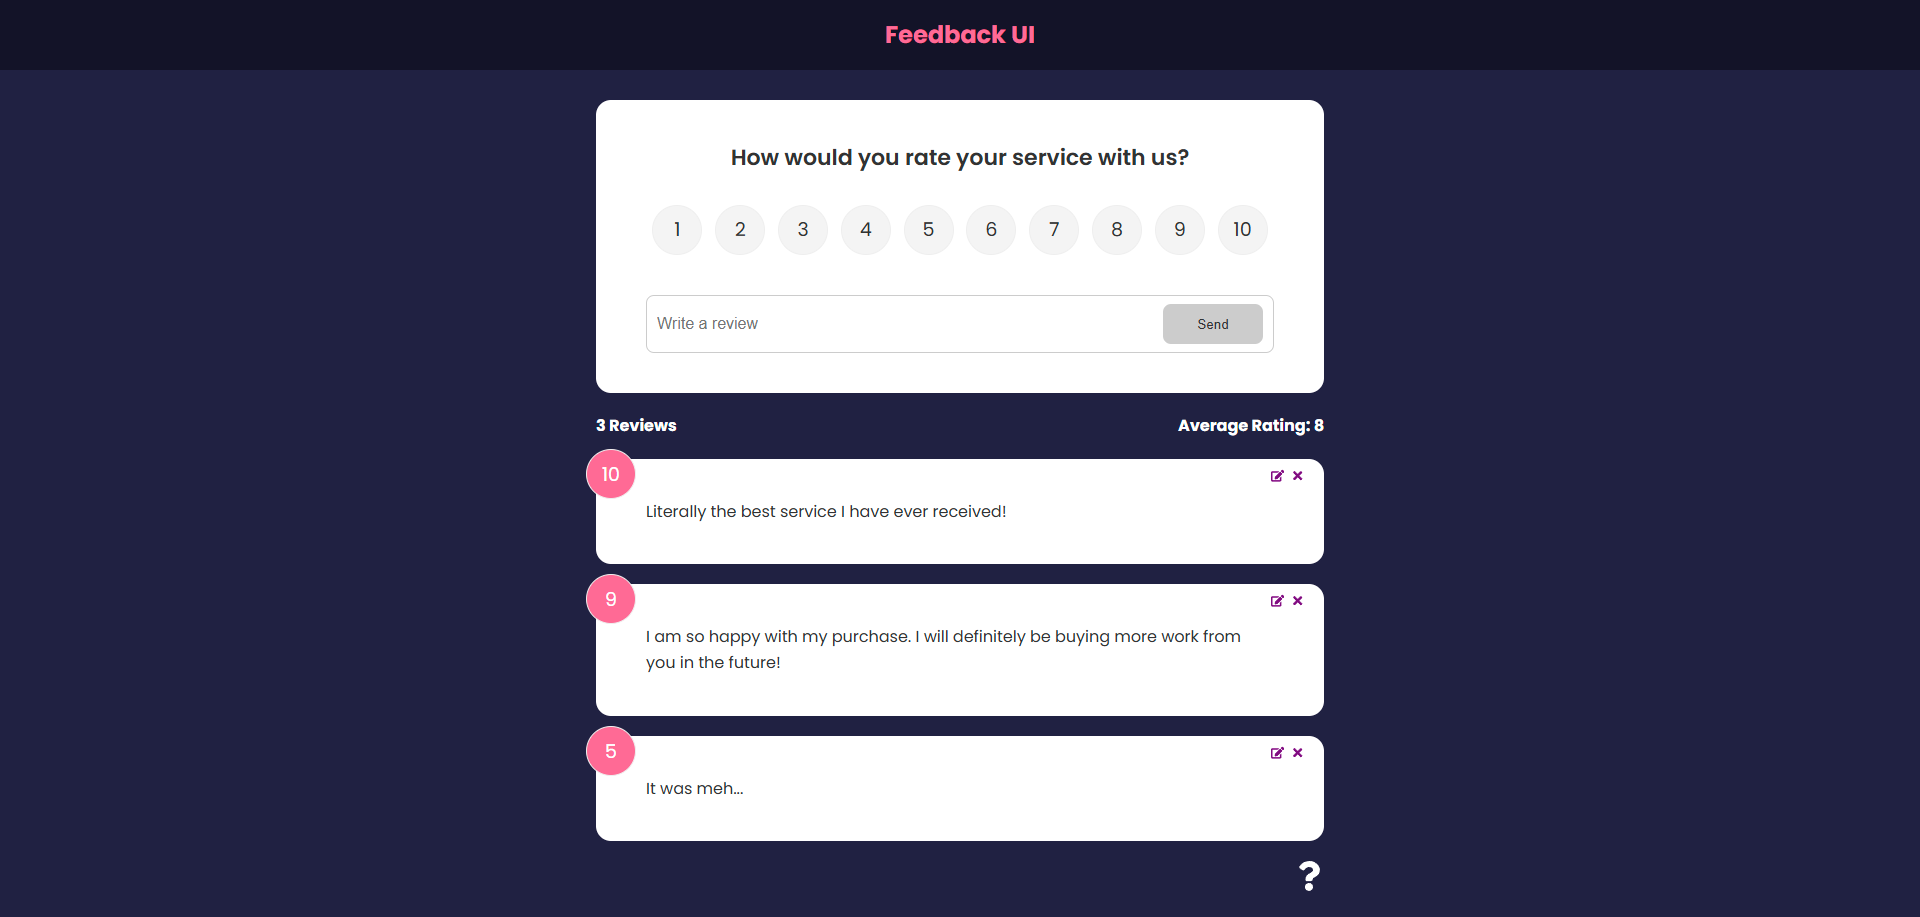 Feedback UI
How would you rate your service with us?
1 2 3 4 5 6 7 8 9 10
Write a review
Send
3 Reviews
Average Rating: 8
10
Literally the best service I have ever received!
9
I am so happy with my purchase. I will definitely be buying more work from
you in the future!
5
It was meh...
?